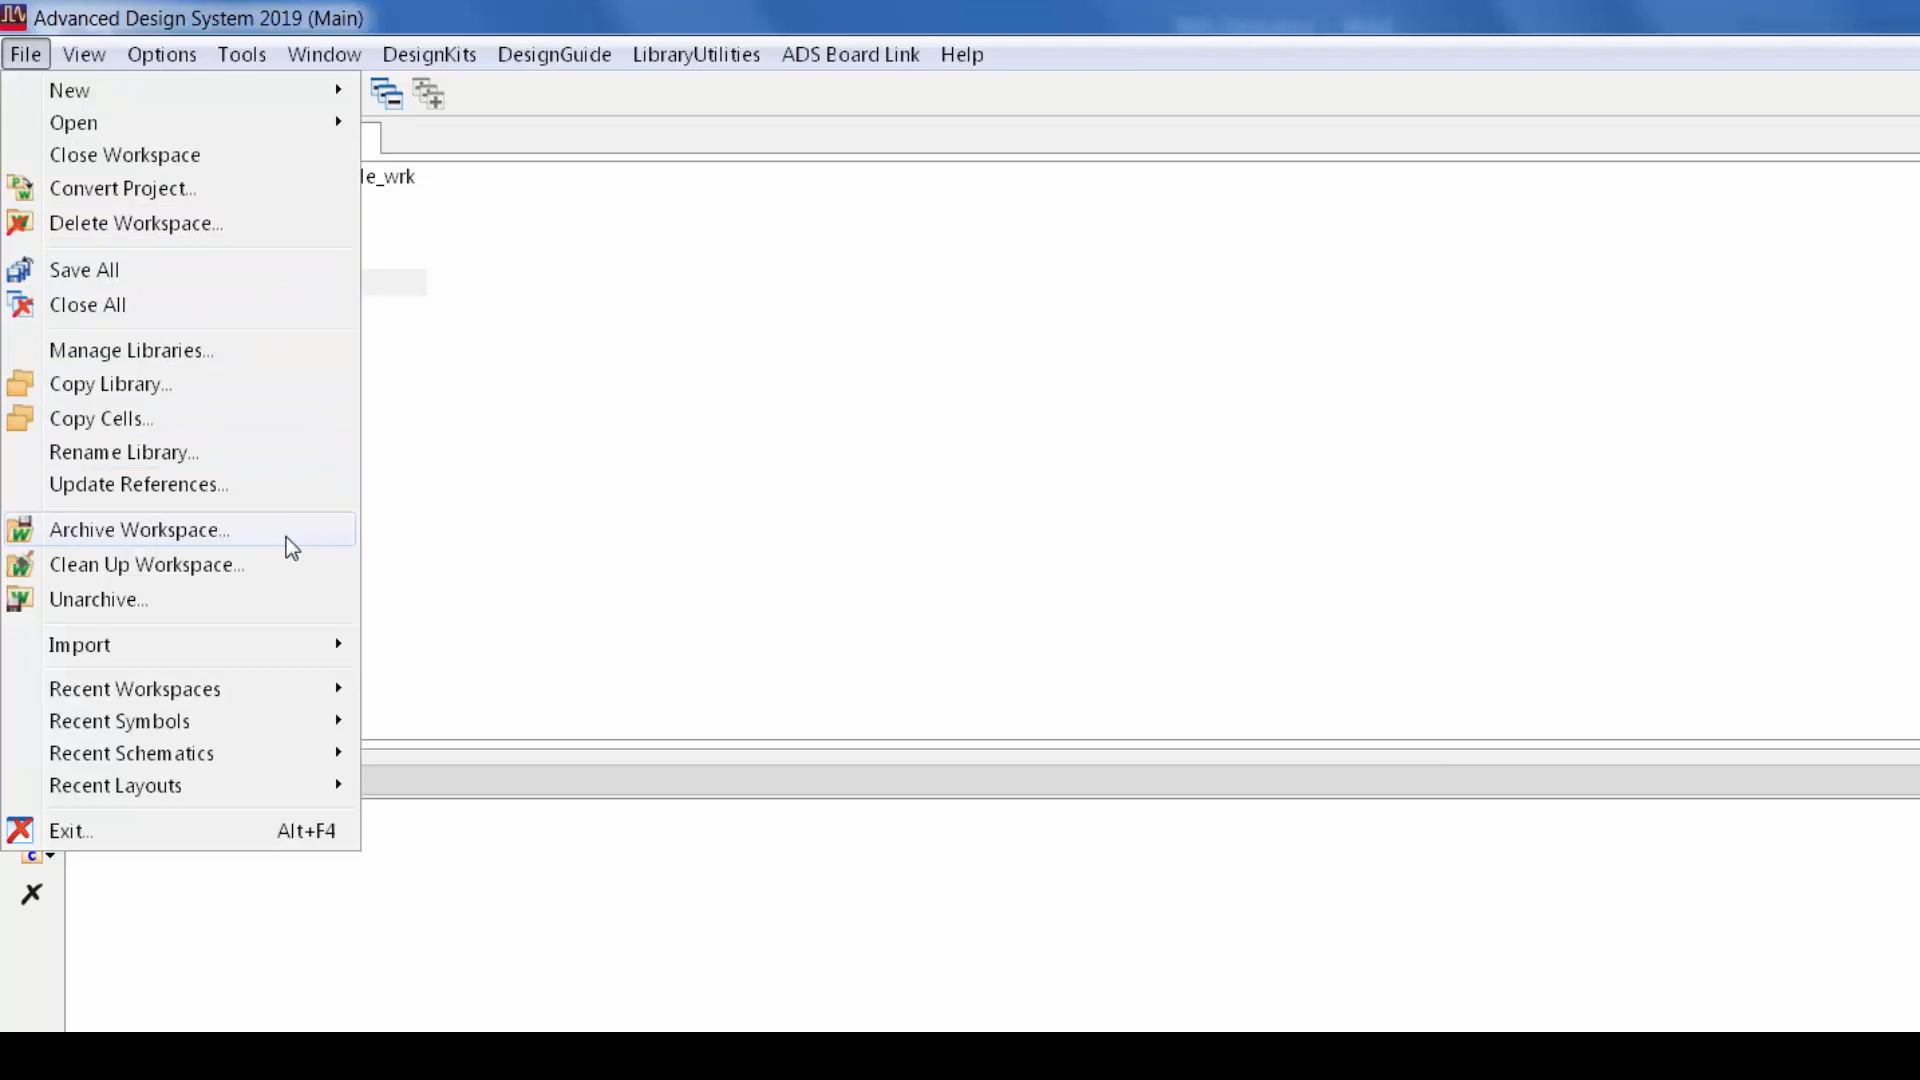 Advanced Design System 2019 (Main)
File View Options Tools Window DesignKits DesignGuide LibraryUtilities ADS Board Link Help
New
Open
Close Workspace
le_wrk
Convert Project...
Delete Workspace...
Save All
Close All
Manage Libraries...
Copy Library...
Copy Cells...
Rename Library...
Update References...
Archive Workspace...
Clean Up Workspace...
Unarchive...
Import
Recent Workspaces
Recent Symbols
Recent Schematics
Recent Layouts
Exit... Alt+F4